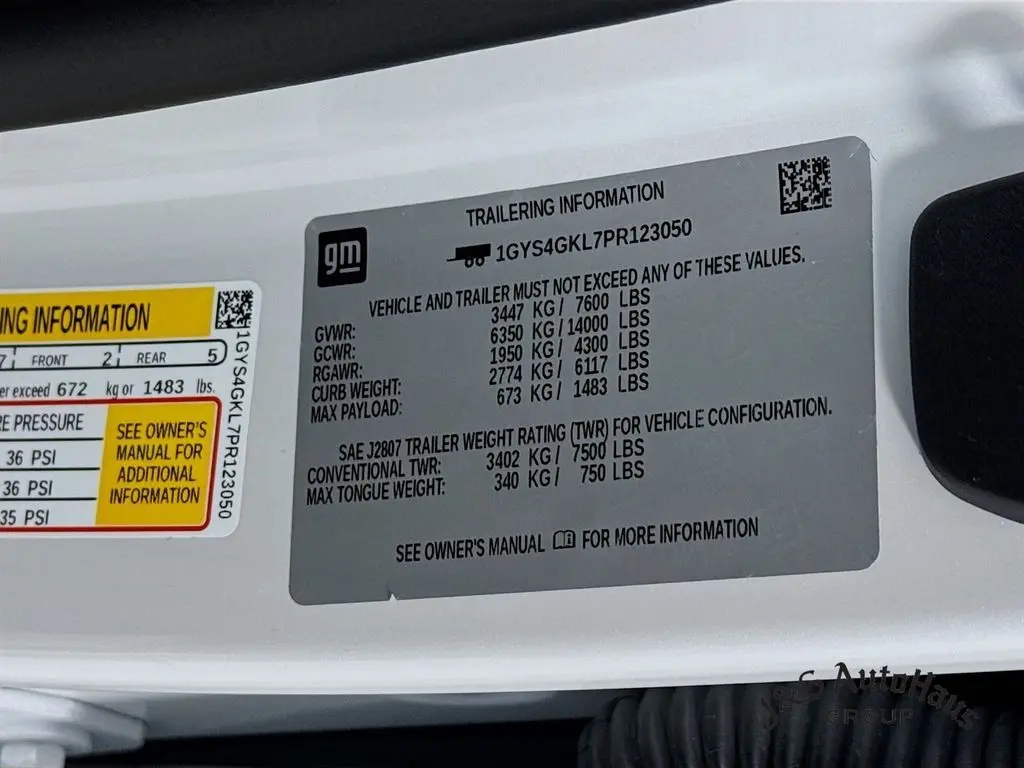 ING INFORMATION
7 FRONT 2 REAR 5
er exceed 672 kg or 1483 lbs.
RE PRESSURE
36 PSI
36 PSI
35 PSI
SEE OWNER'S
MANUAL FOR
ADDITIONAL
INFORMATION
1GYS4GKL7PR123050
gm
TRAILERING INFORMATION
1GYS4GKL7PR123050
VEHICLE AND TRAILER MUST NOT EXCEED ANY OF THESE VALUES.
GVWR: 3447 KG/ 7600 LBS
GCWR: 6350 KG/ 14000 LBS
RGAWR: 1950 KG/ 4300 LBS
CURB WEIGHT: 2774 KG/ 6117 LBS
MAX PAYLOAD: 673 KG/ 1483 LBS
SAE J2807 TRAILER WEIGHT RATING (TWR) FOR VEHICLE CONFIGURATION.
CONVENTIONAL TWR: 3402 KG/ 7500 LBS
MAX TONGUE WEIGHT: 340 KG/ 750 LBS
SEE OWNER'S MANUAL FOR MORE INFORMATION
AutoHaus
GROUP